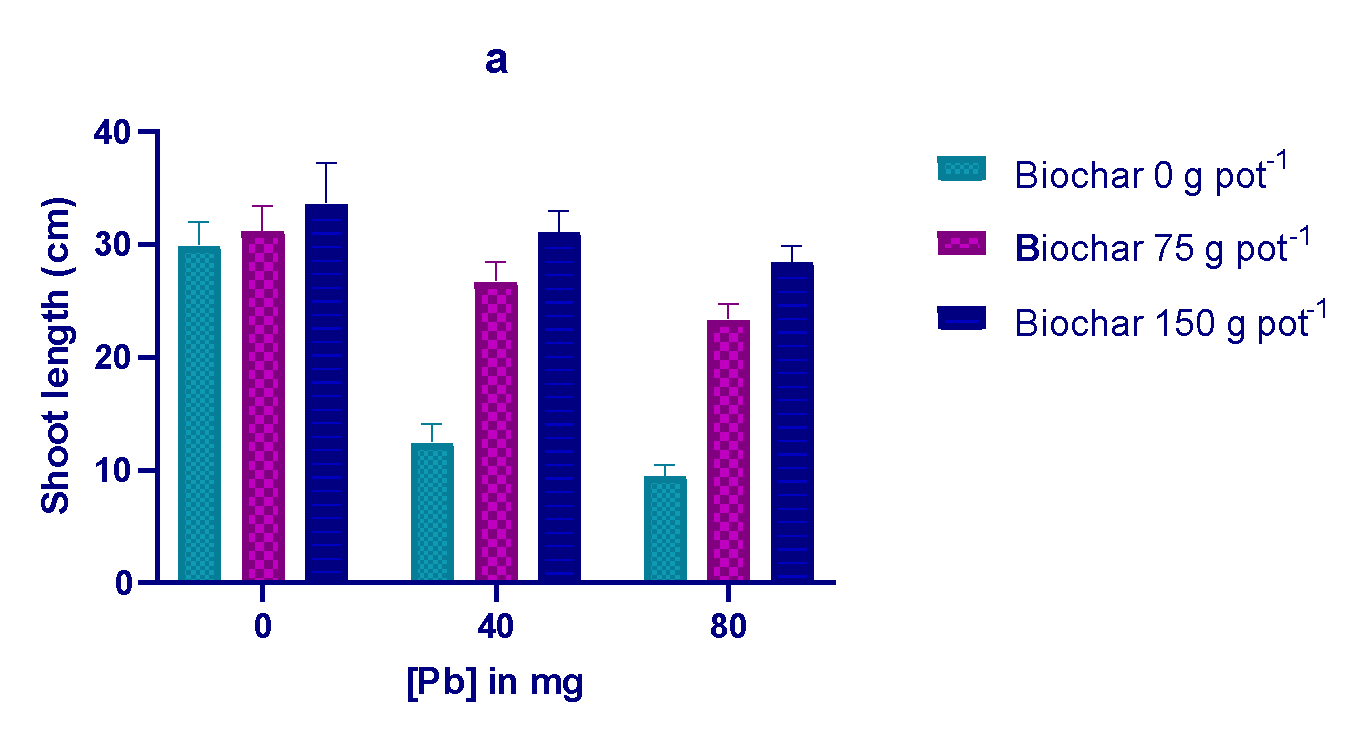 a
40
30
20
10
0
Shoot length (cm)
0 40 80
[Pb] in mg
Biochar 0 g pot⁻¹
Biochar 75 g pot⁻¹
Biochar 150 g pot⁻¹